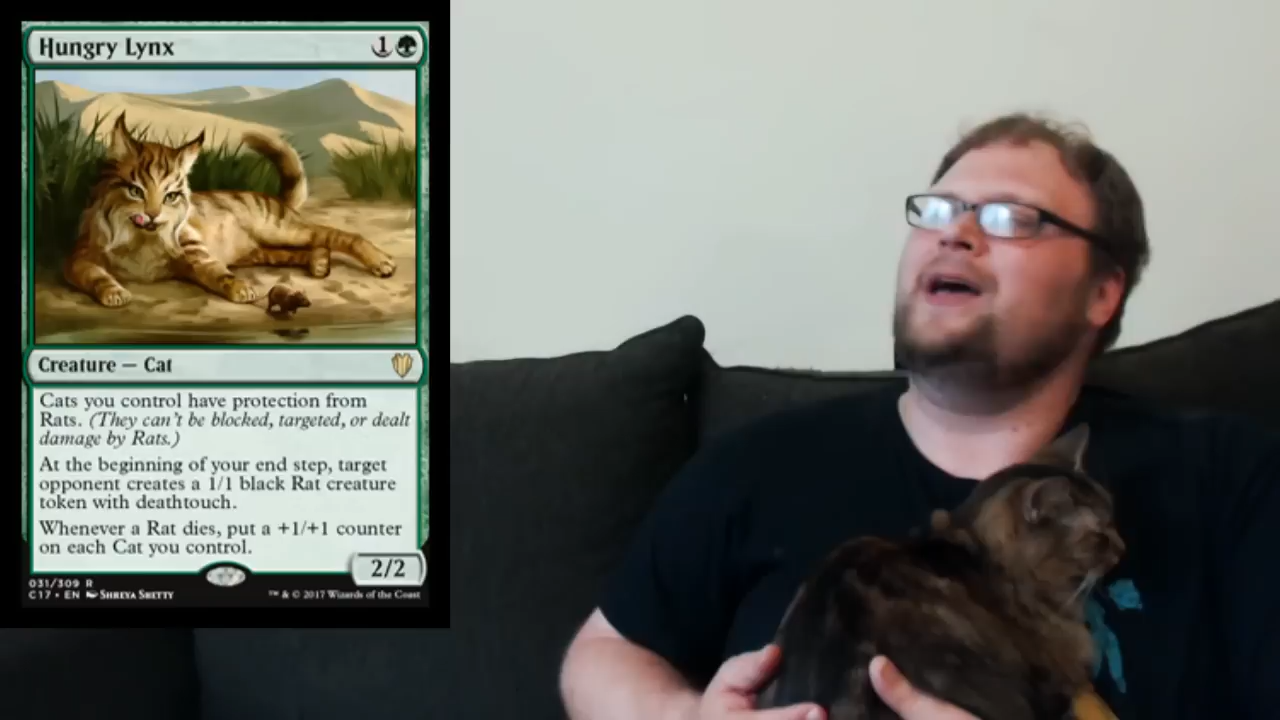 Hungry Lynx 1
Creature — Cat
Cats you control have protection from
Rats. (They can't be blocked, targeted, or dealt
damage by Rats.)
At the beginning of your end step, target
opponent creates a 1/1 black Rat creature
token with deathtouch.
Whenever a Rat dies, put a +1/+1 counter
on each Cat you control.
2/2
031/309 R
C17 • EN Shreya Shetty
™ & © 2017 Wizards of the Coast